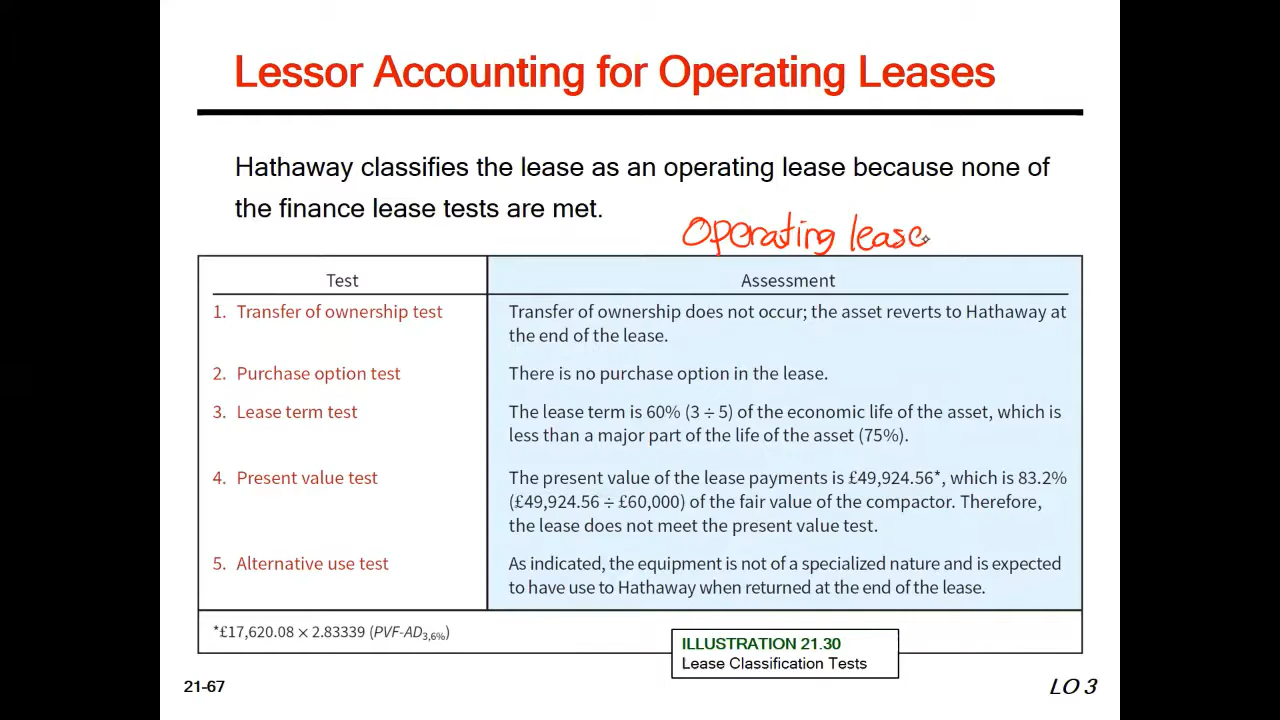 Lessor Accounting for Operating Leases
Hathaway classifies the lease as an operating lease because none of
the finance lease tests are met.
Operating lease
Test
Assessment
1. Transfer of ownership test
Transfer of ownership does not occur; the asset reverts to Hathaway at
the end of the lease.
2. Purchase option test
There is no purchase option in the lease.
3. Lease term test
The lease term is 60% (3 ÷ 5) of the economic life of the asset, which is
less than a major part of the life of the asset (75%).
4. Present value test
The present value of the lease payments is £49,924.56*, which is 83.2%
(£49,924.56 ÷ £60,000) of the fair value of the compactor. Therefore,
the lease does not meet the present value test.
5. Alternative use test
As indicated, the equipment is not of a specialized nature and is expected
to have use to Hathaway when returned at the end of the lease.
*£17,620.08 × 2.83339 (PVF-AD3,6%)
ILLUSTRATION 21.30
Lease Classification Tests
21-67
LO 3